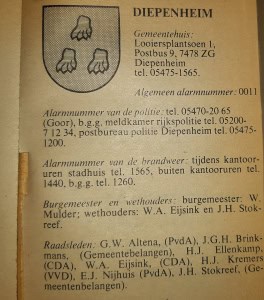 DIEPENHEIM
Gemeentehuis:
Looiersplantsoen 1,
Postbus 9, 7478 ZG
Diepenheim
tel. 05475-1565.
Algemeen alarmnummer: 0011
Alarmnummer van de politie: tel. 05470-20 65
(Goor), b.g.g. meldkamer rijkspolitie tel. 05200-
7 12 34, postbureau politie Diepenheim tel. 05475-
1200.
Alarmnummer van de brandweer: tijdens kantoor-
uren stadhuis tel. 1565, buiten kantooruren tel.
1440, b.g.g. tel. 1260.
Burgemeester en wethouders: burgemeester: W.
Mulder; wethouders: W.A. Eijsink en J.H. Stok-
reef.
Raadsleden: G.W. Altena, (PvdA), J.G.H. Brink-
mans, (Gemeentebelangen), H.J. Ellenkamp,
(CDA), W.A. Eijsink, (CDA), H.J. Kremers
(VVD), E.J. Nijhuis (PvdA), J.H. Stokreef, (Ge-
meentenbelangen).